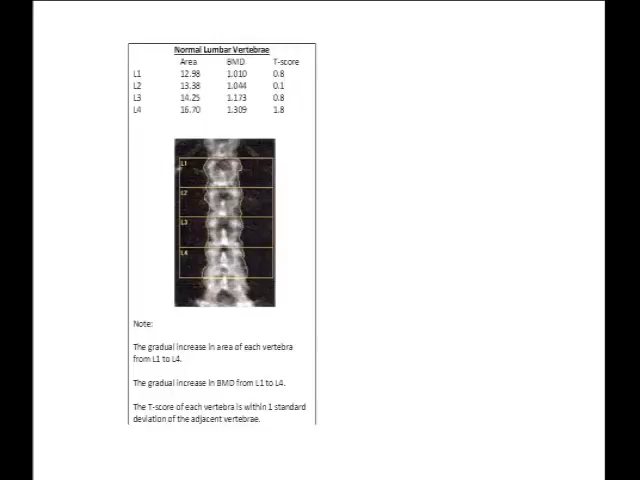 Normal Lumbar Vertebrae
Area BMD T-score
L1 12.98 1.010 0.8
L2 13.38 1.044 0.1
L3 14.25 1.173 0.8
L4 16.70 1.309 1.8
L1
L2
L3
L4
Note:
The gradual increase in area of each vertebra
from L1 to L4.
The gradual increase in BMD from L1 to L4.
The T-score of each vertebra is within 1 standard
deviation of the adjacent vertebrae.